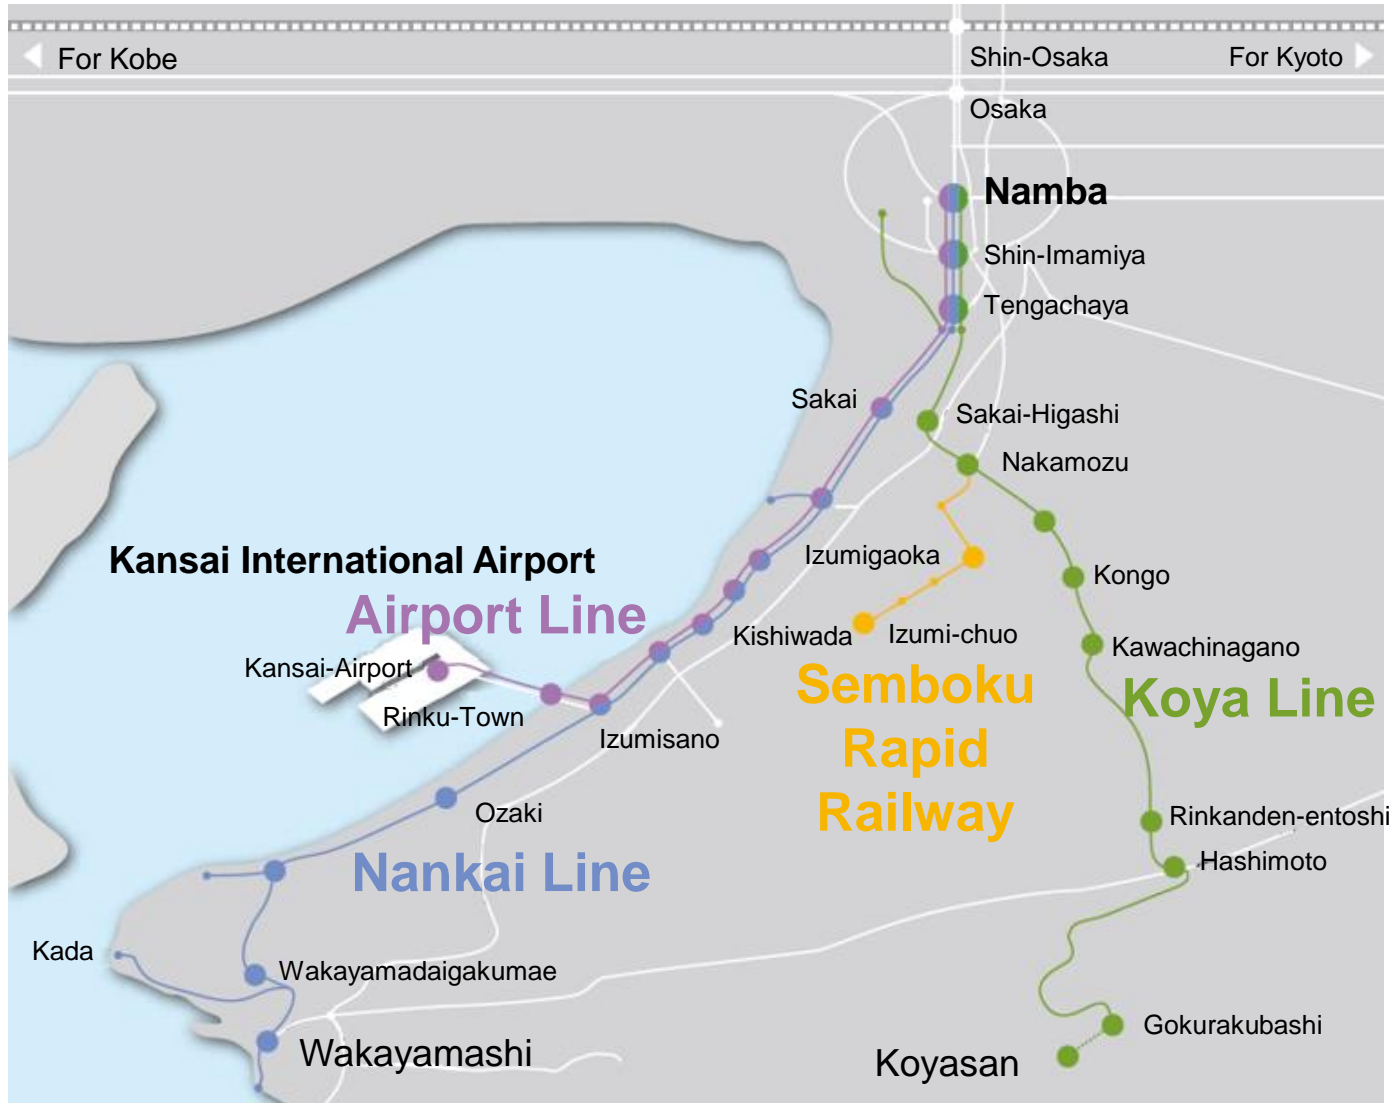 For Kobe
Shin-Osaka
For Kyoto
Osaka
Namba
Shin-Imamiya
Tengachaya
Sakai
Sakai-Higashi
Nakamozu
Kansai International Airport
Izumigaoka
Kongo
Airport Line
Kishiwada
Izumi-chuo
Kawachinagano
Kansai-Airport
Semboku
Rapid
Railway
Koya Line
Rinku-Town
Izumisano
Ozaki
Rinkanden-entoshi
Hashimoto
Nankai Line
Kada
Wakayamadaigakumae
Gokurakubashi
Wakayamashi
Koyasan